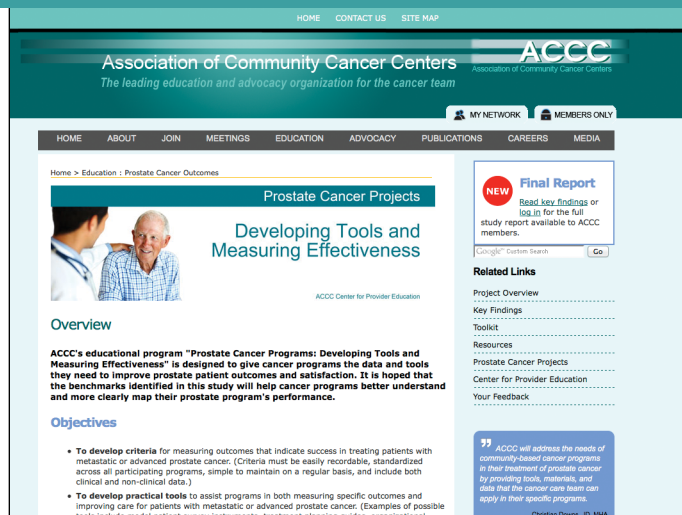 HOME CONTACT US SITE MAP
Association of Community Cancer Centers
The leading education and advocacy organization for the cancer team
ACCC
Association of Community Cancer Centers
MY NETWORK MEMBERS ONLY
HOME ABOUT JOIN MEETINGS EDUCATION ADVOCACY PUBLICATIONS CAREERS MEDIA
Home > Education : Prostate Cancer Outcomes
Prostate Cancer Projects
Developing Tools and
Measuring Effectiveness
ACCC Center for Provider Education
Overview
ACCC's educational program "Prostate Cancer Programs: Developing Tools and
Measuring Effectiveness" is designed to give cancer programs the data and tools
they need to improve prostate patient outcomes and satisfaction. It is hoped that
the benchmarks identified in this study will help cancer programs better understand
and more clearly map their prostate program's performance.
Objectives
• To develop criteria for measuring outcomes that indicate success in treating patients with
metastatic or advanced prostate cancer. (Criteria must be easily recordable, standardized
across all participating programs, simple to maintain on a regular basis, and include both
clinical and non-clinical data.)
• To develop practical tools to assist programs in both measuring specific outcomes and
improving care for patients with metastatic or advanced prostate cancer. (Examples of possible
NEW
Final Report
Read key findings or
log in for the full
study report available to ACCC
members.
Google™ Custom Search Go
Related Links
Project Overview
Key Findings
Toolkit
Resources
Prostate Cancer Projects
Center for Provider Education
Your Feedback
” ACCC will address the needs of
community-based cancer programs
in their treatment of prostate cancer
by providing tools, materials, and
data that the cancer care team can
apply in their specific programs.